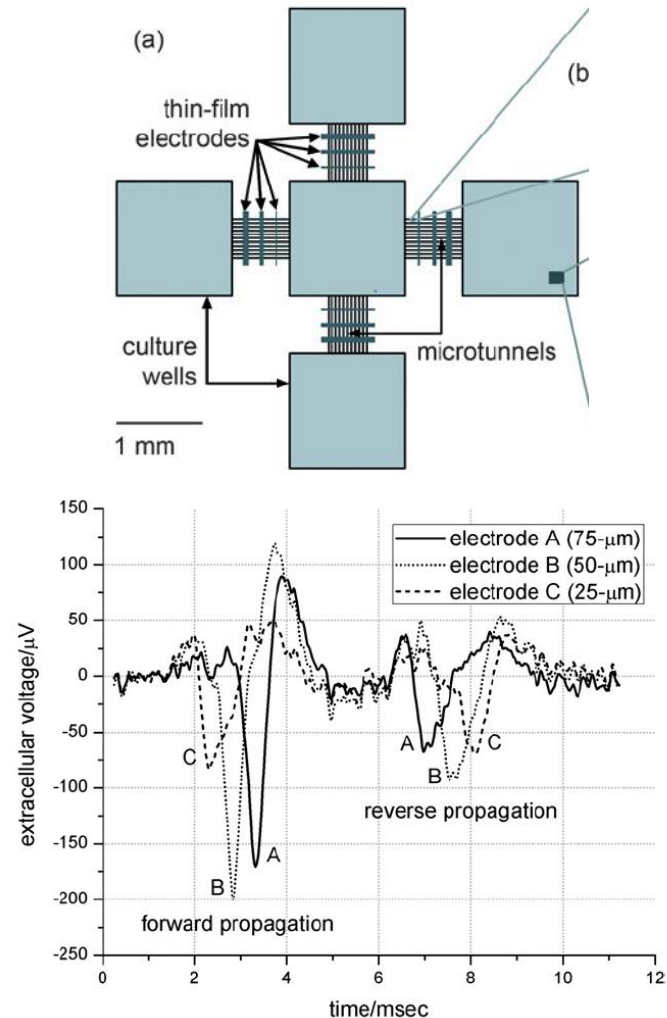 (a)
(b
thin-film
electrodes
culture
wells
microtunnels
1 mm
150
100
50
0
-50
-100
-150
-200
-250
extracellular voltage/μV
electrode A (75-μm)
electrode B (50-μm)
electrode C (25-μm)
C
B
A
forward propagation
A
B
C
reverse propagation
0
2
4
6
8
10
12
time/msec